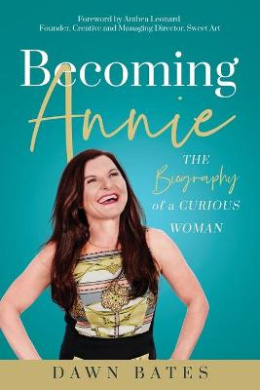 Foreword by Anthea Leonard
Founder, Creative and Managing Director, Sweet Art
Becoming
Annie
THE
Biography
of a CURIOUS
WOMAN
DAWN BATES